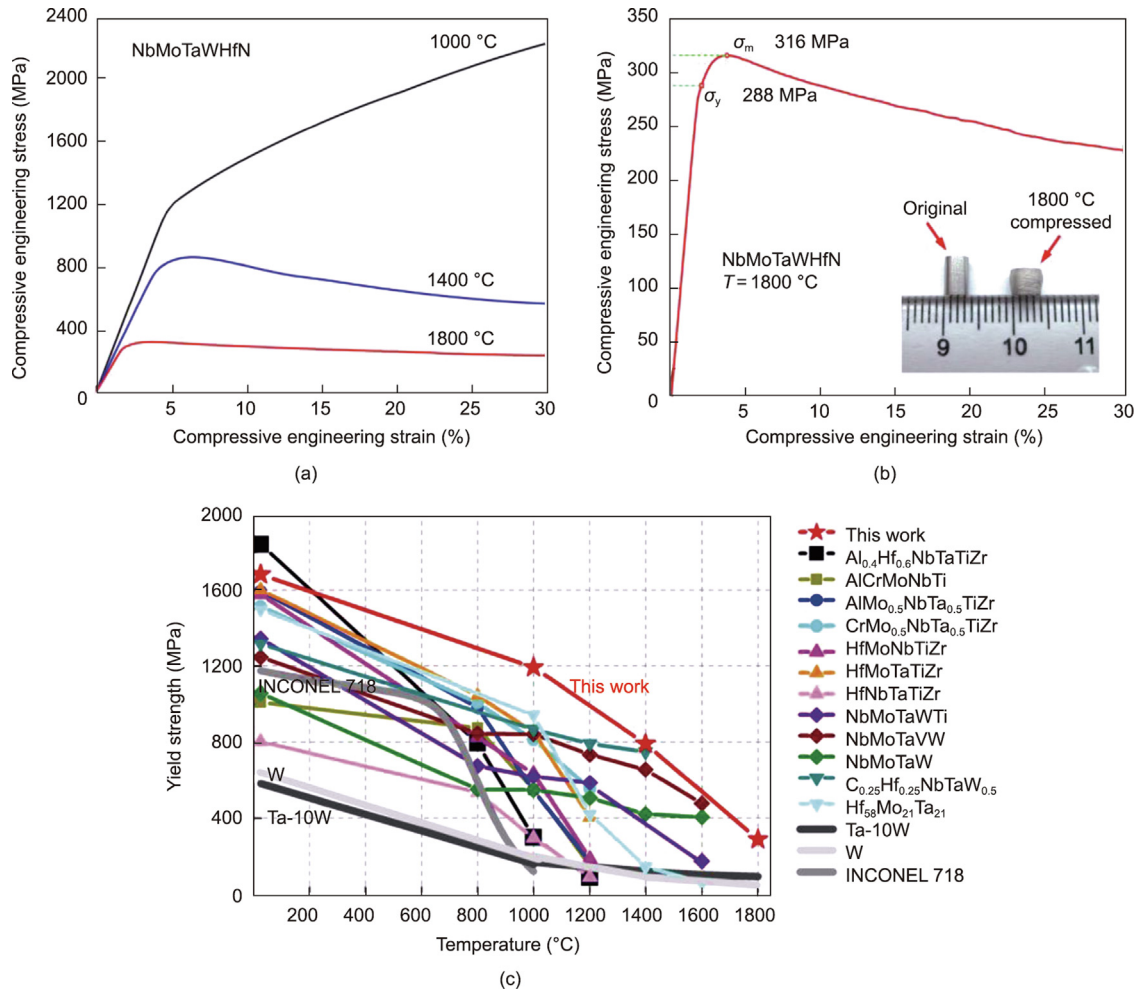 2400
2000
1600
1200
800
400
0
Compressive engineering stress (MPa)
NbMoTaWHfN
1000 °C
1400 °C
1800 °C
5
10
15
20
25
30
Compressive engineering strain (%)
(a)
350
300
250
200
150
100
50
0
Compressive engineering stress (MPa)
σm 316 MPa
σy 288 MPa
NbMoTaWHfN
T = 1800 °C
Original
1800 °C
compressed
9 10 11
0
5
10
15
20
25
30
Compressive engineering strain (%)
(b)
2000
1600
1200
800
400
0
Yield strength (MPa)
INCONEL 718
W
Ta-10W
This work
200
400
600
800
1000
1200
1400
1600
1800
Temperature (°C)
This work
Al0.4Hf0.6NbTaTiZr
AlCrMoNbTi
AlMo0.5NbTa0.5TiZr
CrMo0.5NbTa0.5TiZr
HfMoNbTiZr
HfMoTaTiZr
HfNbTaTiZr
NbMoTaWTi
NbMoTaVW
NbMoTaW
C0.25Hf0.25NbTaW0.5
Hf58Mo21Ta21
Ta-10W
W
INCONEL 718
(c)